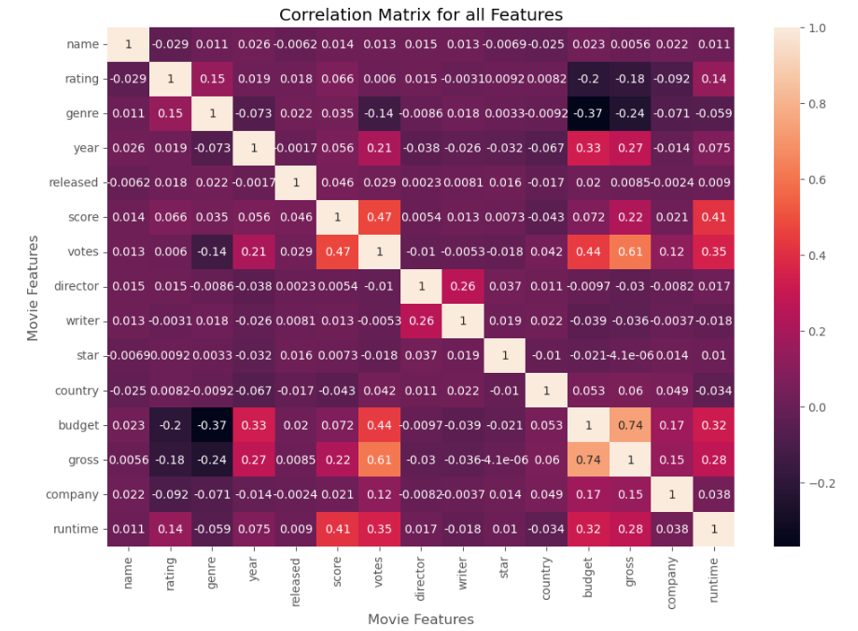 Correlation Matrix for all Features
name 1 -0.029 0.011 0.026 -0.0062 0.014 0.013 0.015 0.013 -0.0069 -0.025 0.023 0.0056 0.022 0.011
rating -0.029 1 0.15 0.019 0.018 0.066 0.006 0.015 -0.0031 0.0092 0.0082 -0.2 -0.18 -0.092 0.14
genre 0.011 0.15 1 -0.073 0.022 0.035 -0.14 -0.0086 0.018 0.0033 -0.0092 -0.37 -0.24 -0.071 -0.059
year 0.026 0.019 -0.073 1 -0.0017 0.056 0.21 -0.038 -0.026 -0.032 -0.067 0.33 0.27 -0.014 0.075
released -0.0062 0.018 0.022 -0.0017 1 0.046 0.029 0.0023 0.0081 0.016 -0.017 0.02 0.0085 -0.0024 0.009
score 0.014 0.066 0.035 0.056 0.046 1 0.47 0.0054 0.013 0.0073 -0.043 0.072 0.22 0.021 0.41
votes 0.013 0.006 -0.14 0.21 0.029 0.47 1 -0.01 -0.0053 -0.018 0.042 0.44 0.61 0.12 0.35
director 0.015 0.015 -0.0086 -0.038 0.0023 0.0054 -0.01 1 0.26 0.037 0.011 -0.0097 -0.03 -0.0082 0.017
writer 0.013 -0.0031 0.018 -0.026 0.0081 0.013 -0.0053 0.26 1 0.019 0.022 -0.039 -0.036 -0.0037 -0.018
star -0.0069 0.0092 0.0033 -0.032 0.016 0.0073 -0.018 0.037 0.019 1 -0.01 -0.021 -4.1e-06 0.014 0.01
country -0.025 0.0082 -0.0092 -0.067 -0.017 -0.043 0.042 0.011 0.022 -0.01 1 0.053 0.06 0.049 -0.034
budget 0.023 -0.2 -0.37 0.33 0.02 0.072 0.44 -0.0097 -0.039 -0.021 0.053 1 0.74 0.17 0.32
gross 0.0056 -0.18 -0.24 0.27 0.0085 0.22 0.61 -0.03 -0.036 -4.1e-06 0.06 0.74 1 0.15 0.28
company 0.022 -0.092 -0.071 -0.014 -0.0024 0.021 0.12 -0.0082 -0.0037 0.014 0.049 0.17 0.15 1 0.038
runtime 0.011 0.14 -0.059 0.075 0.009 0.41 0.35 0.017 -0.018 0.01 -0.034 0.32 0.28 0.038 1
name rating genre year released score votes director writer star country budget gross company runtime
Movie Features
Movie Features
1.0
0.8
0.6
0.4
0.2
0.0
−0.2